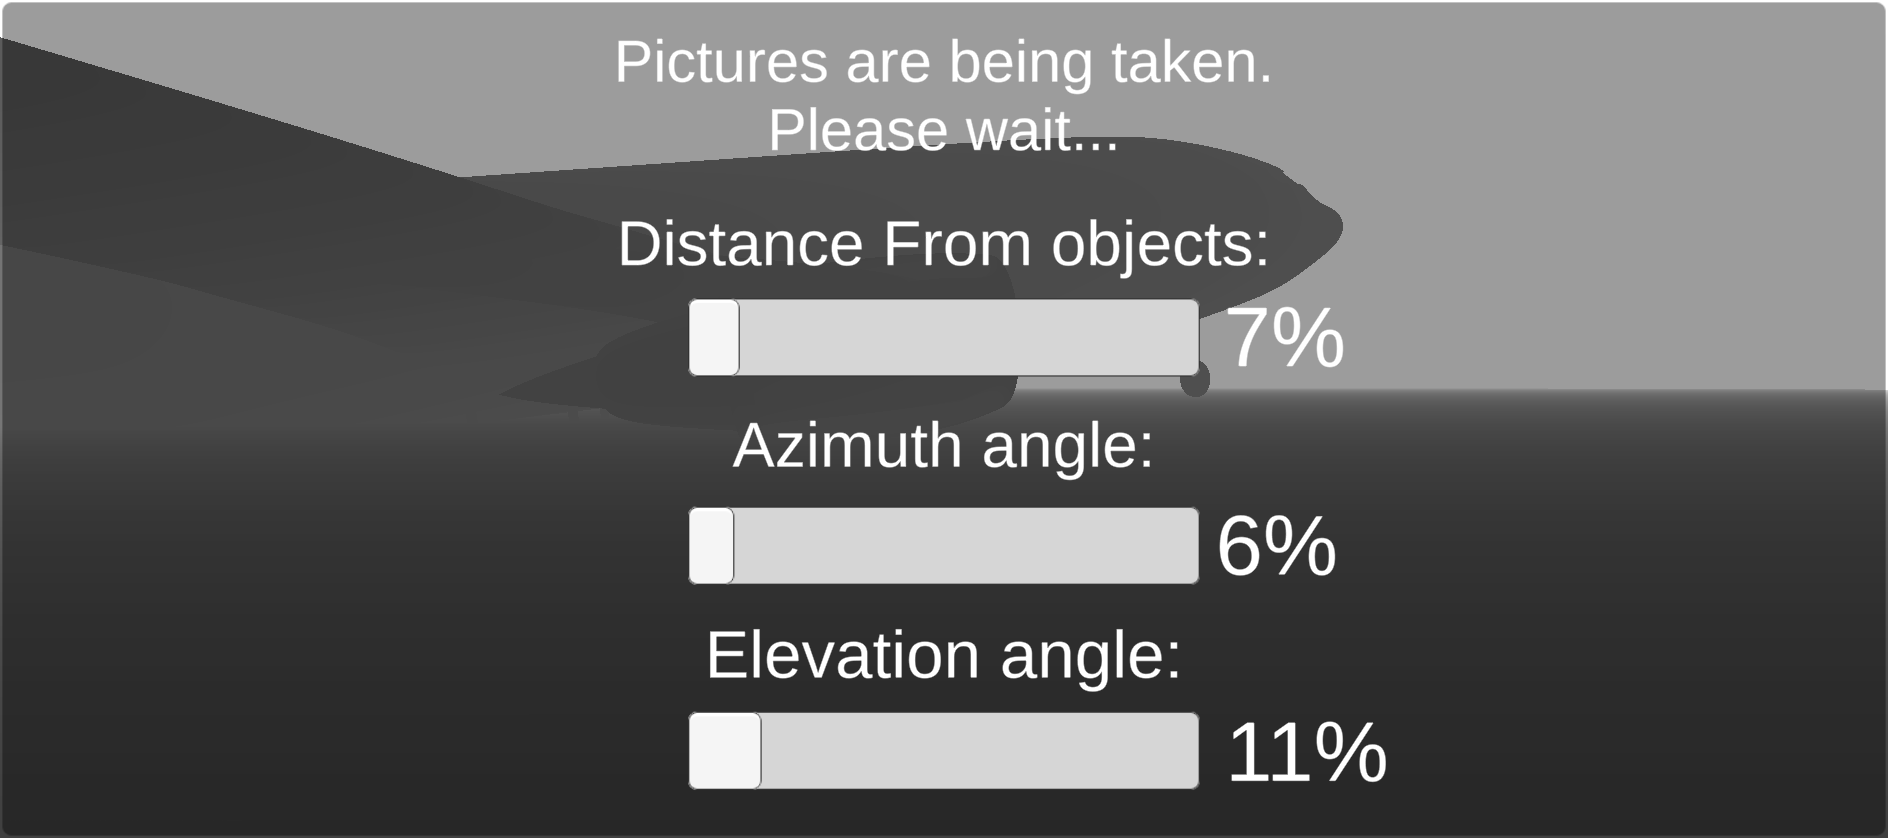 Pictures are being taken.
Please wait...
Distance From objects:
7%
Azimuth angle:
6%
Elevation angle:
11%